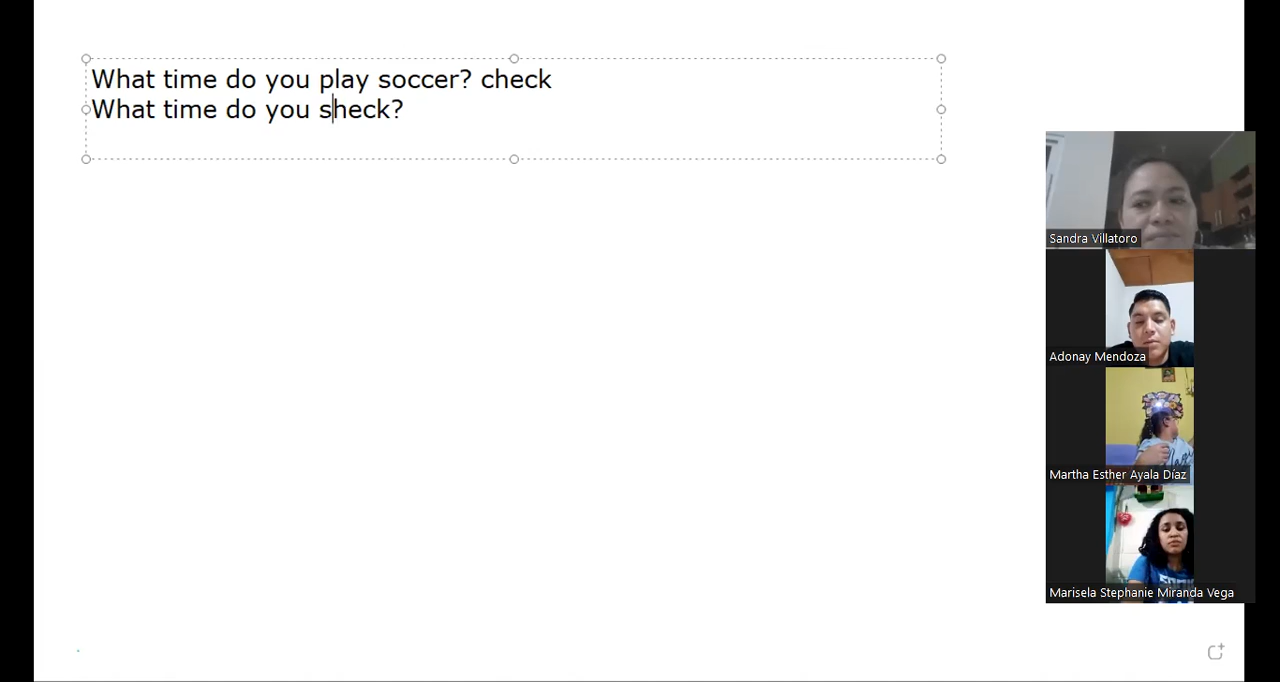 What time do you play soccer? check
What time do you sheck?
Sandra Villatoro
Adonay Mendoza
Martha Esther Ayala Díaz
Marisela Stephanie Miranda Vega